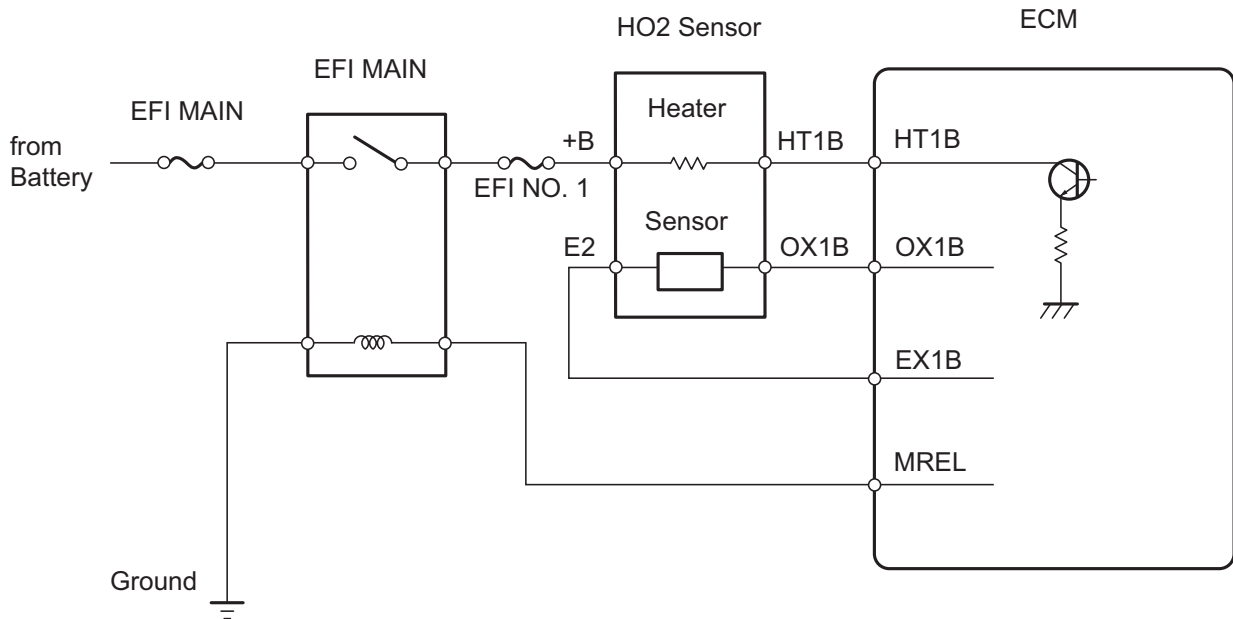 HO2 Sensor
ECM
EFI MAIN
EFI MAIN
from
Battery
Heater
+B
HT1B
HT1B
EFI NO. 1
Sensor
E2
OX1B
OX1B
EX1B
MREL
Ground